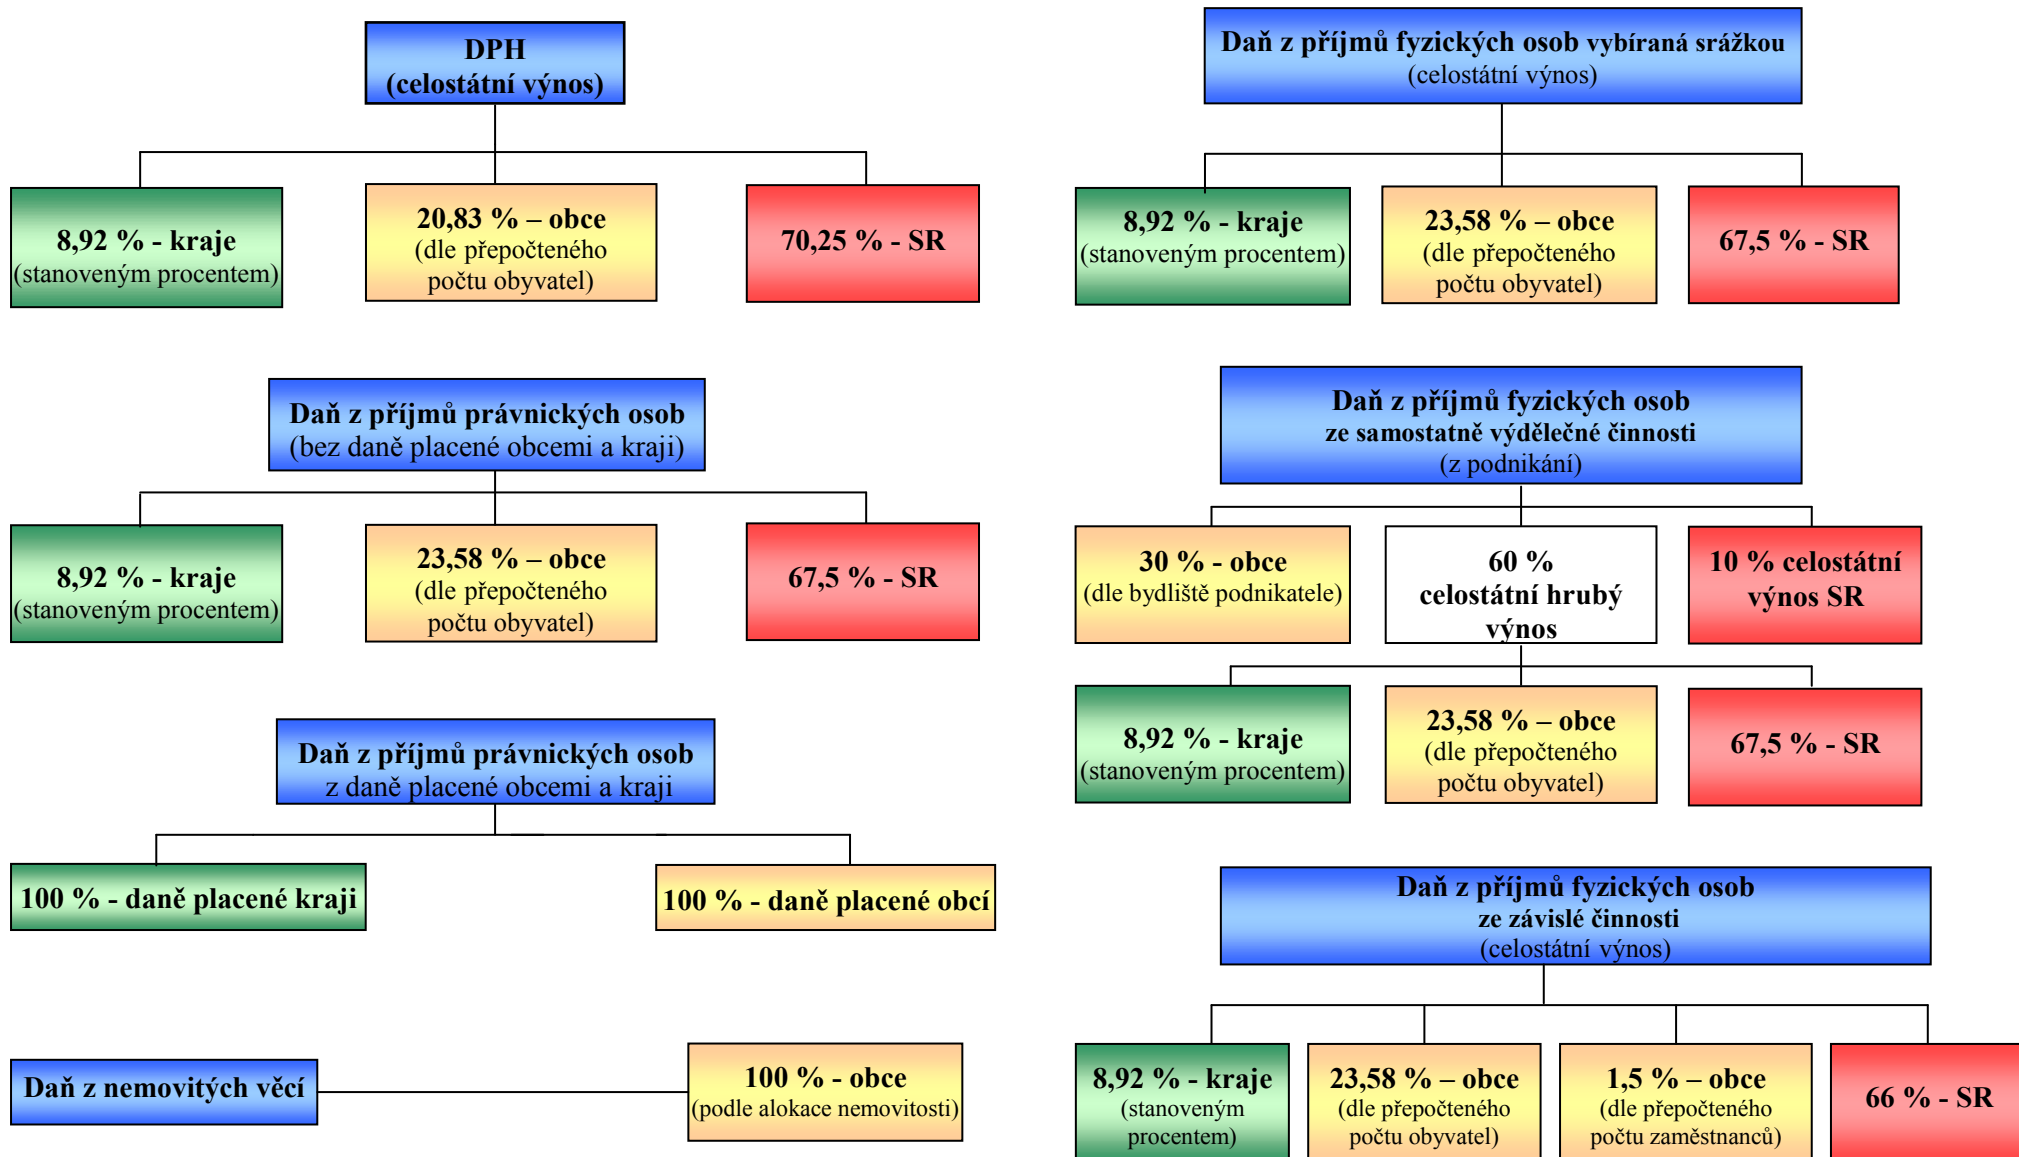 DPH
(celostátní výnos)
8,92 % - kraje
(stanoveným procentem)
20,83 % – obce
(dle přepočteného
počtu obyvatel)
70,25 % - SR
Daň z příjmů právnických osob
(bez daně placené obcemi a kraji)
8,92 % - kraje
(stanoveným procentem)
23,58 % – obce
(dle přepočteného
počtu obyvatel)
67,5 % - SR
Daň z příjmů právnických osob
z daně placené obcemi a kraji
100 % - daně placené kraji
100 % - daně placené obcí
Daň z nemovitých věcí
100 % - obce
(podle alokace nemovitosti)
Daň z příjmů fyzických osob vybíraná srážkou
(celostátní výnos)
8,92 % - kraje
(stanoveným procentem)
23,58 % – obce
(dle přepočteného
počtu obyvatel)
67,5 % - SR
Daň z příjmů fyzických osob
ze samostatně výdělečné činnosti
(z podnikání)
30 % - obce
(dle bydliště podnikatele)
60 %
celostátní hrubý
výnos
10 % celostátní
výnos SR
8,92 % - kraje
(stanoveným procentem)
23,58 % – obce
(dle přepočteného
počtu obyvatel)
67,5 % - SR
Daň z příjmů fyzických osob
ze závislé činnosti
(celostátní výnos)
8,92 % - kraje
(stanoveným
procentem)
23,58 % – obce
(dle přepočteného
počtu obyvatel)
1,5 % – obce
(dle přepočteného
počtu zaměstnanců)
66 % - SR